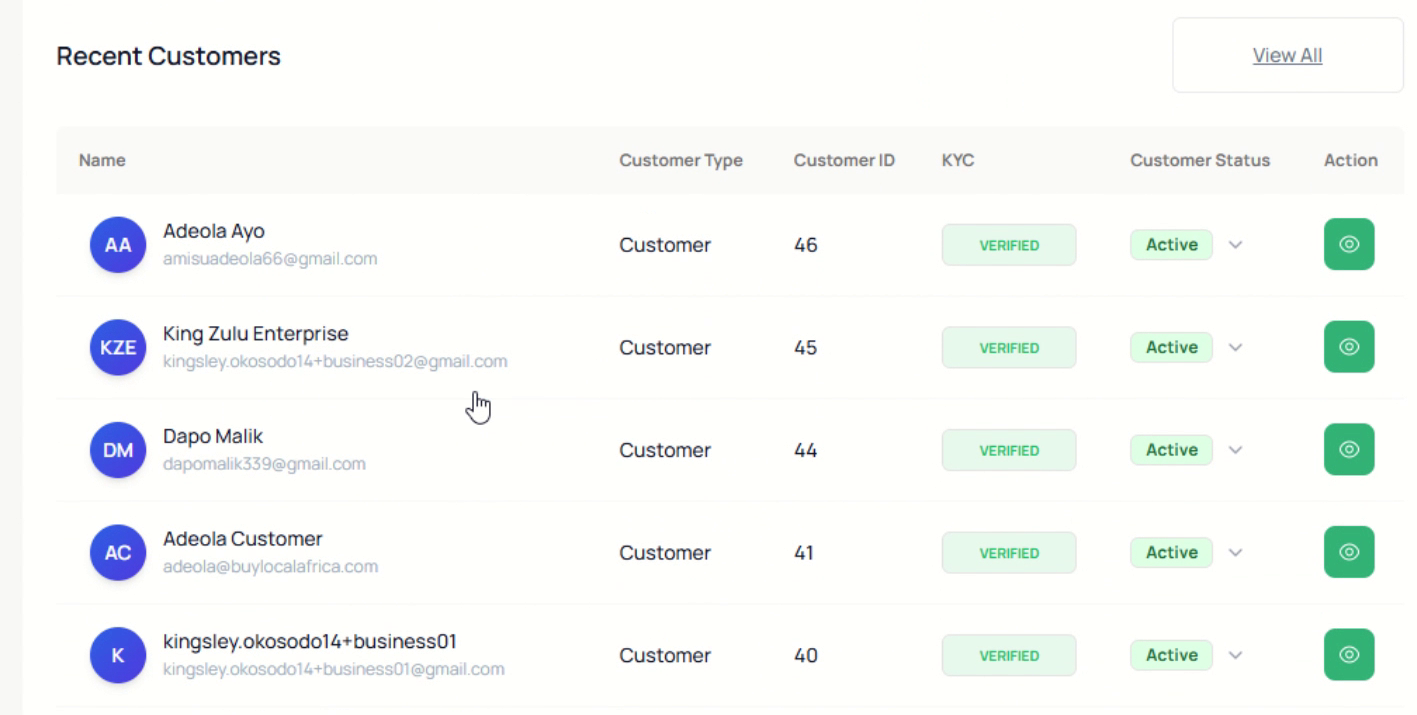 Recent Customers
View All
Name Customer Type Customer ID KYC Customer Status Action
AA Adeola Ayo Customer 46 VERIFIED Active
amisuadeola66@gmail.com
KZE King Zulu Enterprise Customer 45 VERIFIED Active
kingsley.okosodo14+business02@gmail.com
DM Dapo Malik Customer 44 VERIFIED Active
dapomalik339@gmail.com
AC Adeola Customer Customer 41 VERIFIED Active
adeola@buylocalafrica.com
K kingsley.okosodo14+business01 Customer 40 VERIFIED Active
kingsley.okosodo14+business01@gmail.com